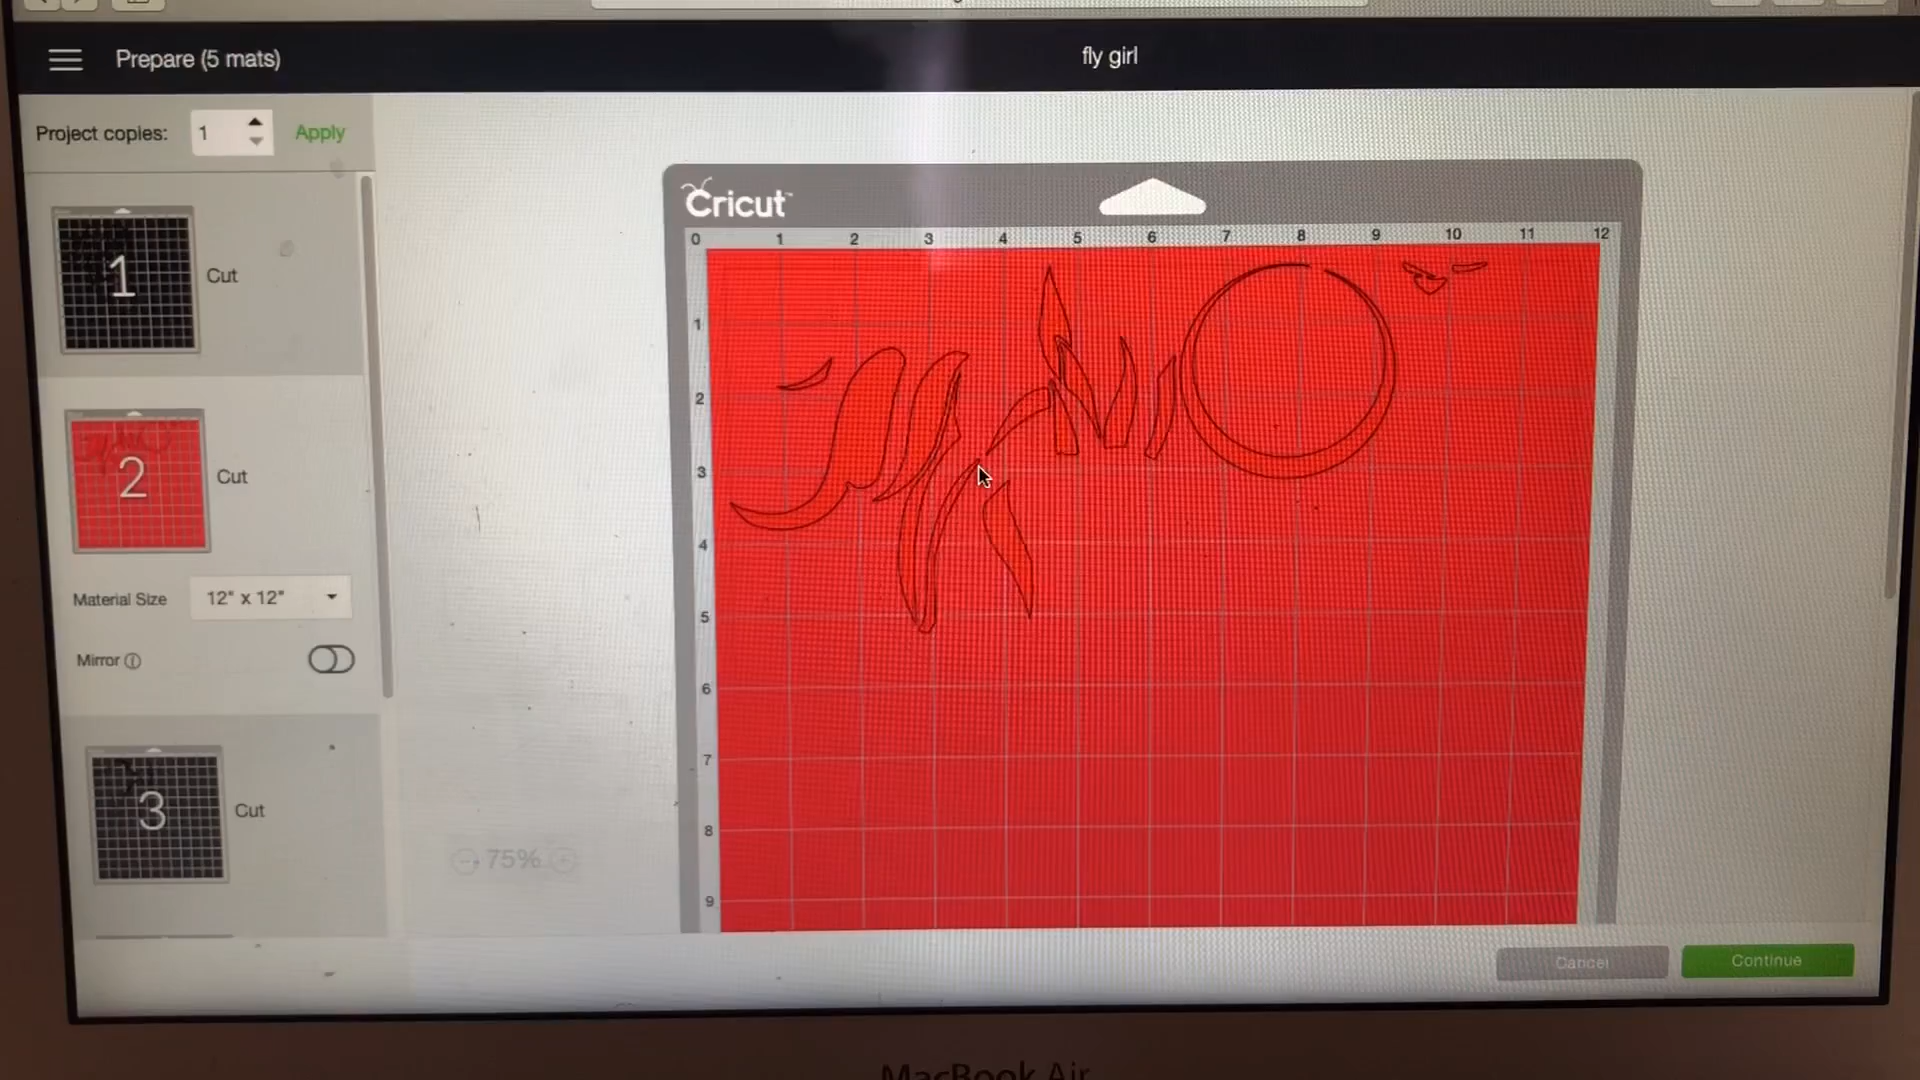 Prepare (5 mats)
fly girl
Project copies: 1 Apply
Cricut
0 1 2 3 4 5 6 7 8 9 10 11 12
1
2
3
4
5
6
7
8
9
1 Cut
2 Cut
Material Size 12" x 12"
Mirror
3 Cut
75%
Cancel Continue
MacBook Air